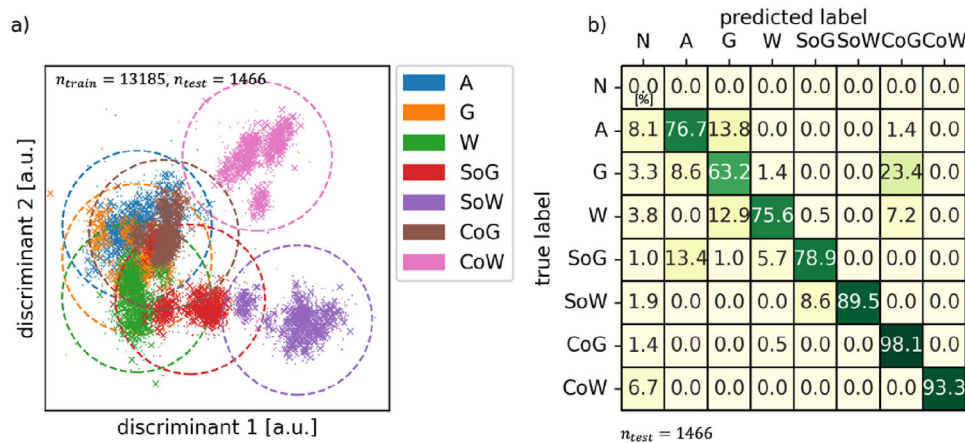 a)
n_train = 13185, n_test = 1466
A
G
W
SoG
SoW
CoG
CoW
discriminant 2 [a.u.]
discriminant 1 [a.u.]
b)
predicted label
N A G W SoG SoW CoG CoW
true label
N 0.0 0.0 0.0 0.0 0.0 0.0 0.0 0.0
[%]
A 8.1 76.7 13.8 0.0 0.0 0.0 1.4 0.0
G 3.3 8.6 63.2 1.4 0.0 0.0 23.4 0.0
W 3.8 0.0 12.9 75.6 0.5 0.0 7.2 0.0
SoG 1.0 13.4 1.0 5.7 78.9 0.0 0.0 0.0
SoW 1.9 0.0 0.0 0.0 8.6 89.5 0.0 0.0
CoG 1.4 0.0 0.0 0.5 0.0 0.0 98.1 0.0
CoW 6.7 0.0 0.0 0.0 0.0 0.0 0.0 93.3
n_test = 1466